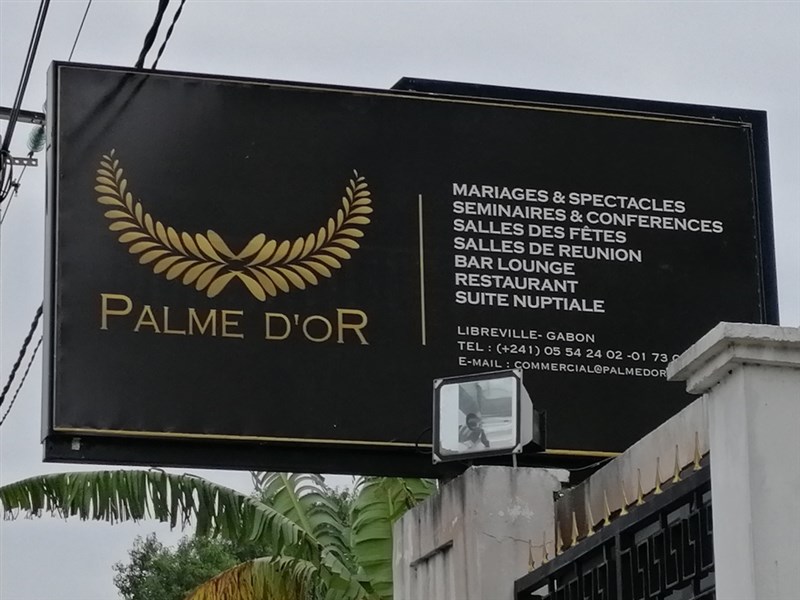 PALME D'OR
MARIAGES & SPECTACLES
SEMINAIRES & CONFERENCES
SALLES DES FÊTES
SALLES DE REUNION
BAR LOUNGE
RESTAURANT
SUITE NUPTIALE
LIBREVILLE- GABON
TEL : (+241) 05 54 24 02 -01 73
E-MAIL : COMMERCIAL@PALMEDOR